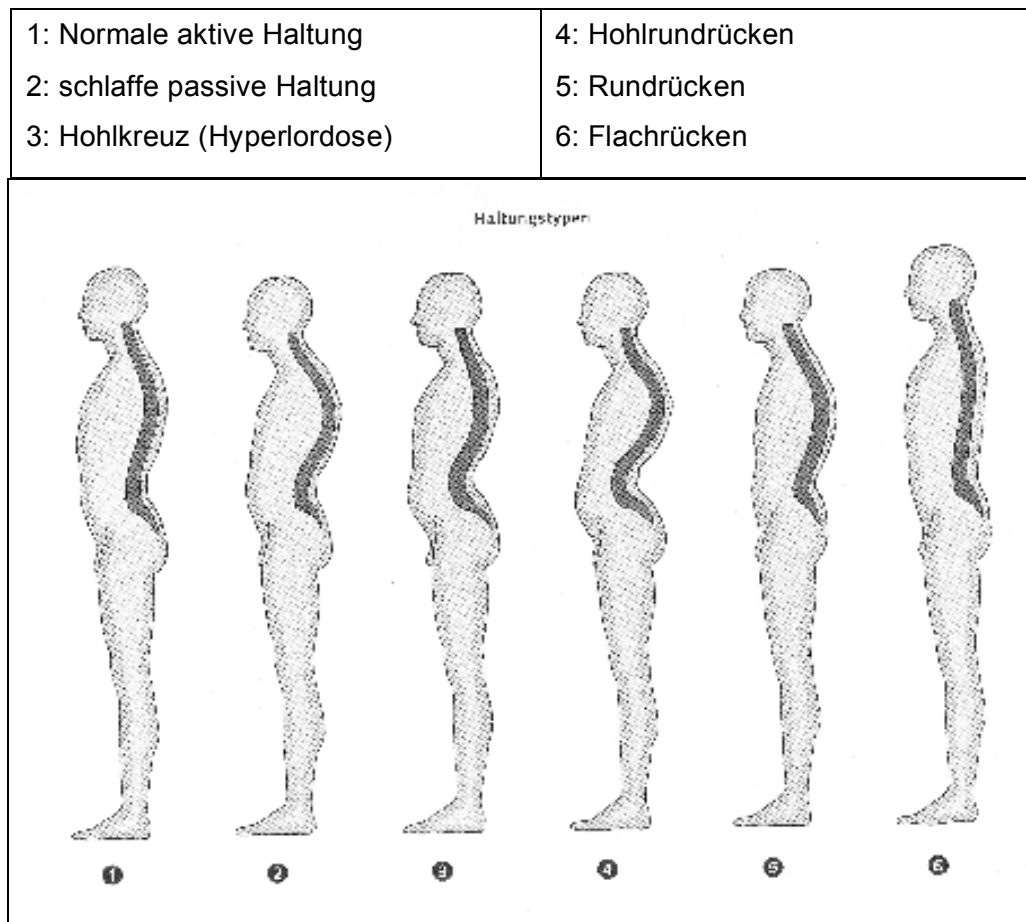 1: Normale aktive Haltung
2: schlaffe passive Haltung
3: Hohlkreuz (Hyperlordose)
4: Hohlrundrücken
5: Rundrücken
6: Flachrücken
Haltungstypen
1 2 3 4 5 6